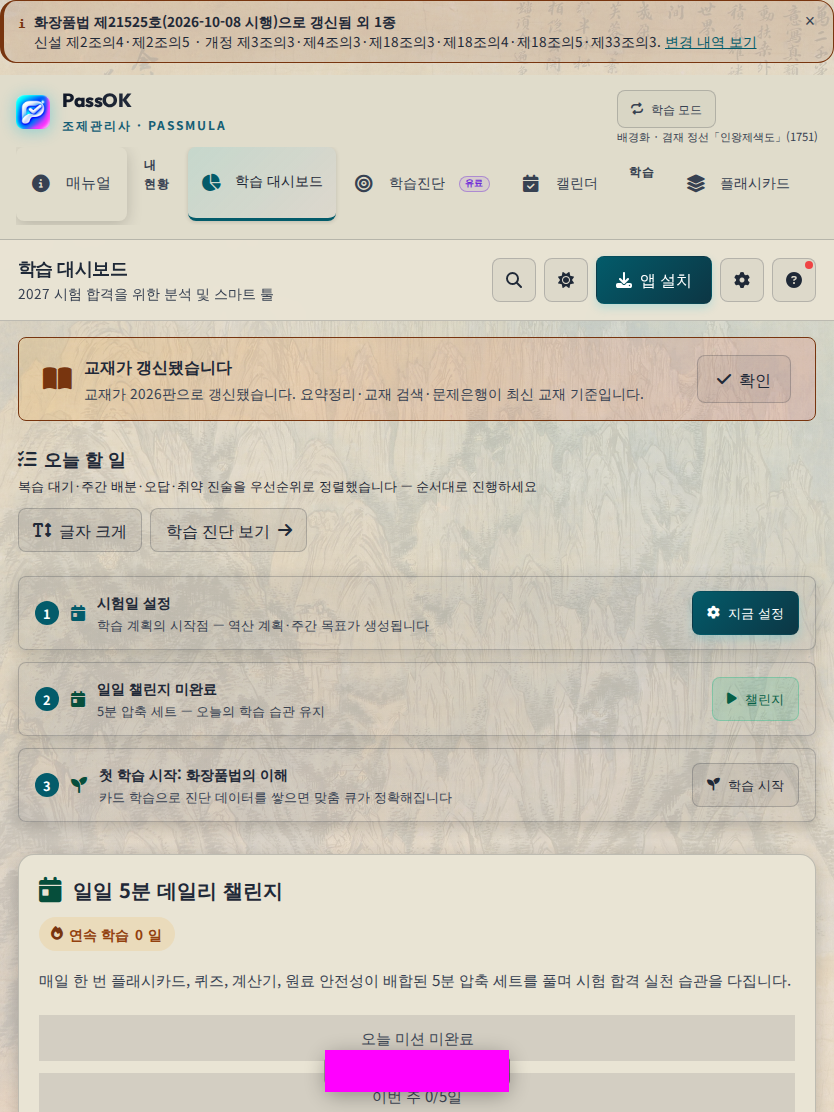 화장품법 제21525호(2026-10-08 시행)으로 갱신됨 외 1종
신설 제2조의4·제2조의5 · 개정 제3조의3·제4조의3·제18조의3·제18조의4·제18조의5·제33조의3. 변경 내역 보기
PassOK
조제관리사 · PASSMULA
학습 모드
배경화 · 겸재 정선「인왕제색도」(1751)
매뉴얼
내 현황
학습 대시보드
학습진단 유료
캘린더
학습
플래시카드
학습 대시보드
2027 시험 합격을 위한 분석 및 스마트 툴
앱 설치
교재가 갱신됐습니다
교재가 2026판으로 갱신됐습니다. 요약정리·교재 검색·문제은행이 최신 교재 기준입니다.
확인
오늘 할 일
복습 대기·주간 배분·오답·취약 진술을 우선순위로 정렬했습니다 — 순서대로 진행하세요
글자 크게
학습 진단 보기
1
시험일 설정
학습 계획의 시작점 — 역산 계획·주간 목표가 생성됩니다
지금 설정
2
일일 챌린지 미완료
5분 압축 세트 — 오늘의 학습 습관 유지
챌린지
3
첫 학습 시작: 화장품법의 이해
카드 학습으로 진단 데이터를 쌓으면 맞춤 큐가 정확해집니다
학습 시작
일일 5분 데일리 챌린지
연속 학습 0 일
매일 한 번 플래시카드, 퀴즈, 계산기, 원료 안전성이 배합된 5분 압축 세트를 풀며 시험 합격 실천 습관을 다집니다.
오늘 미션 미완료
이번 주 0/5일